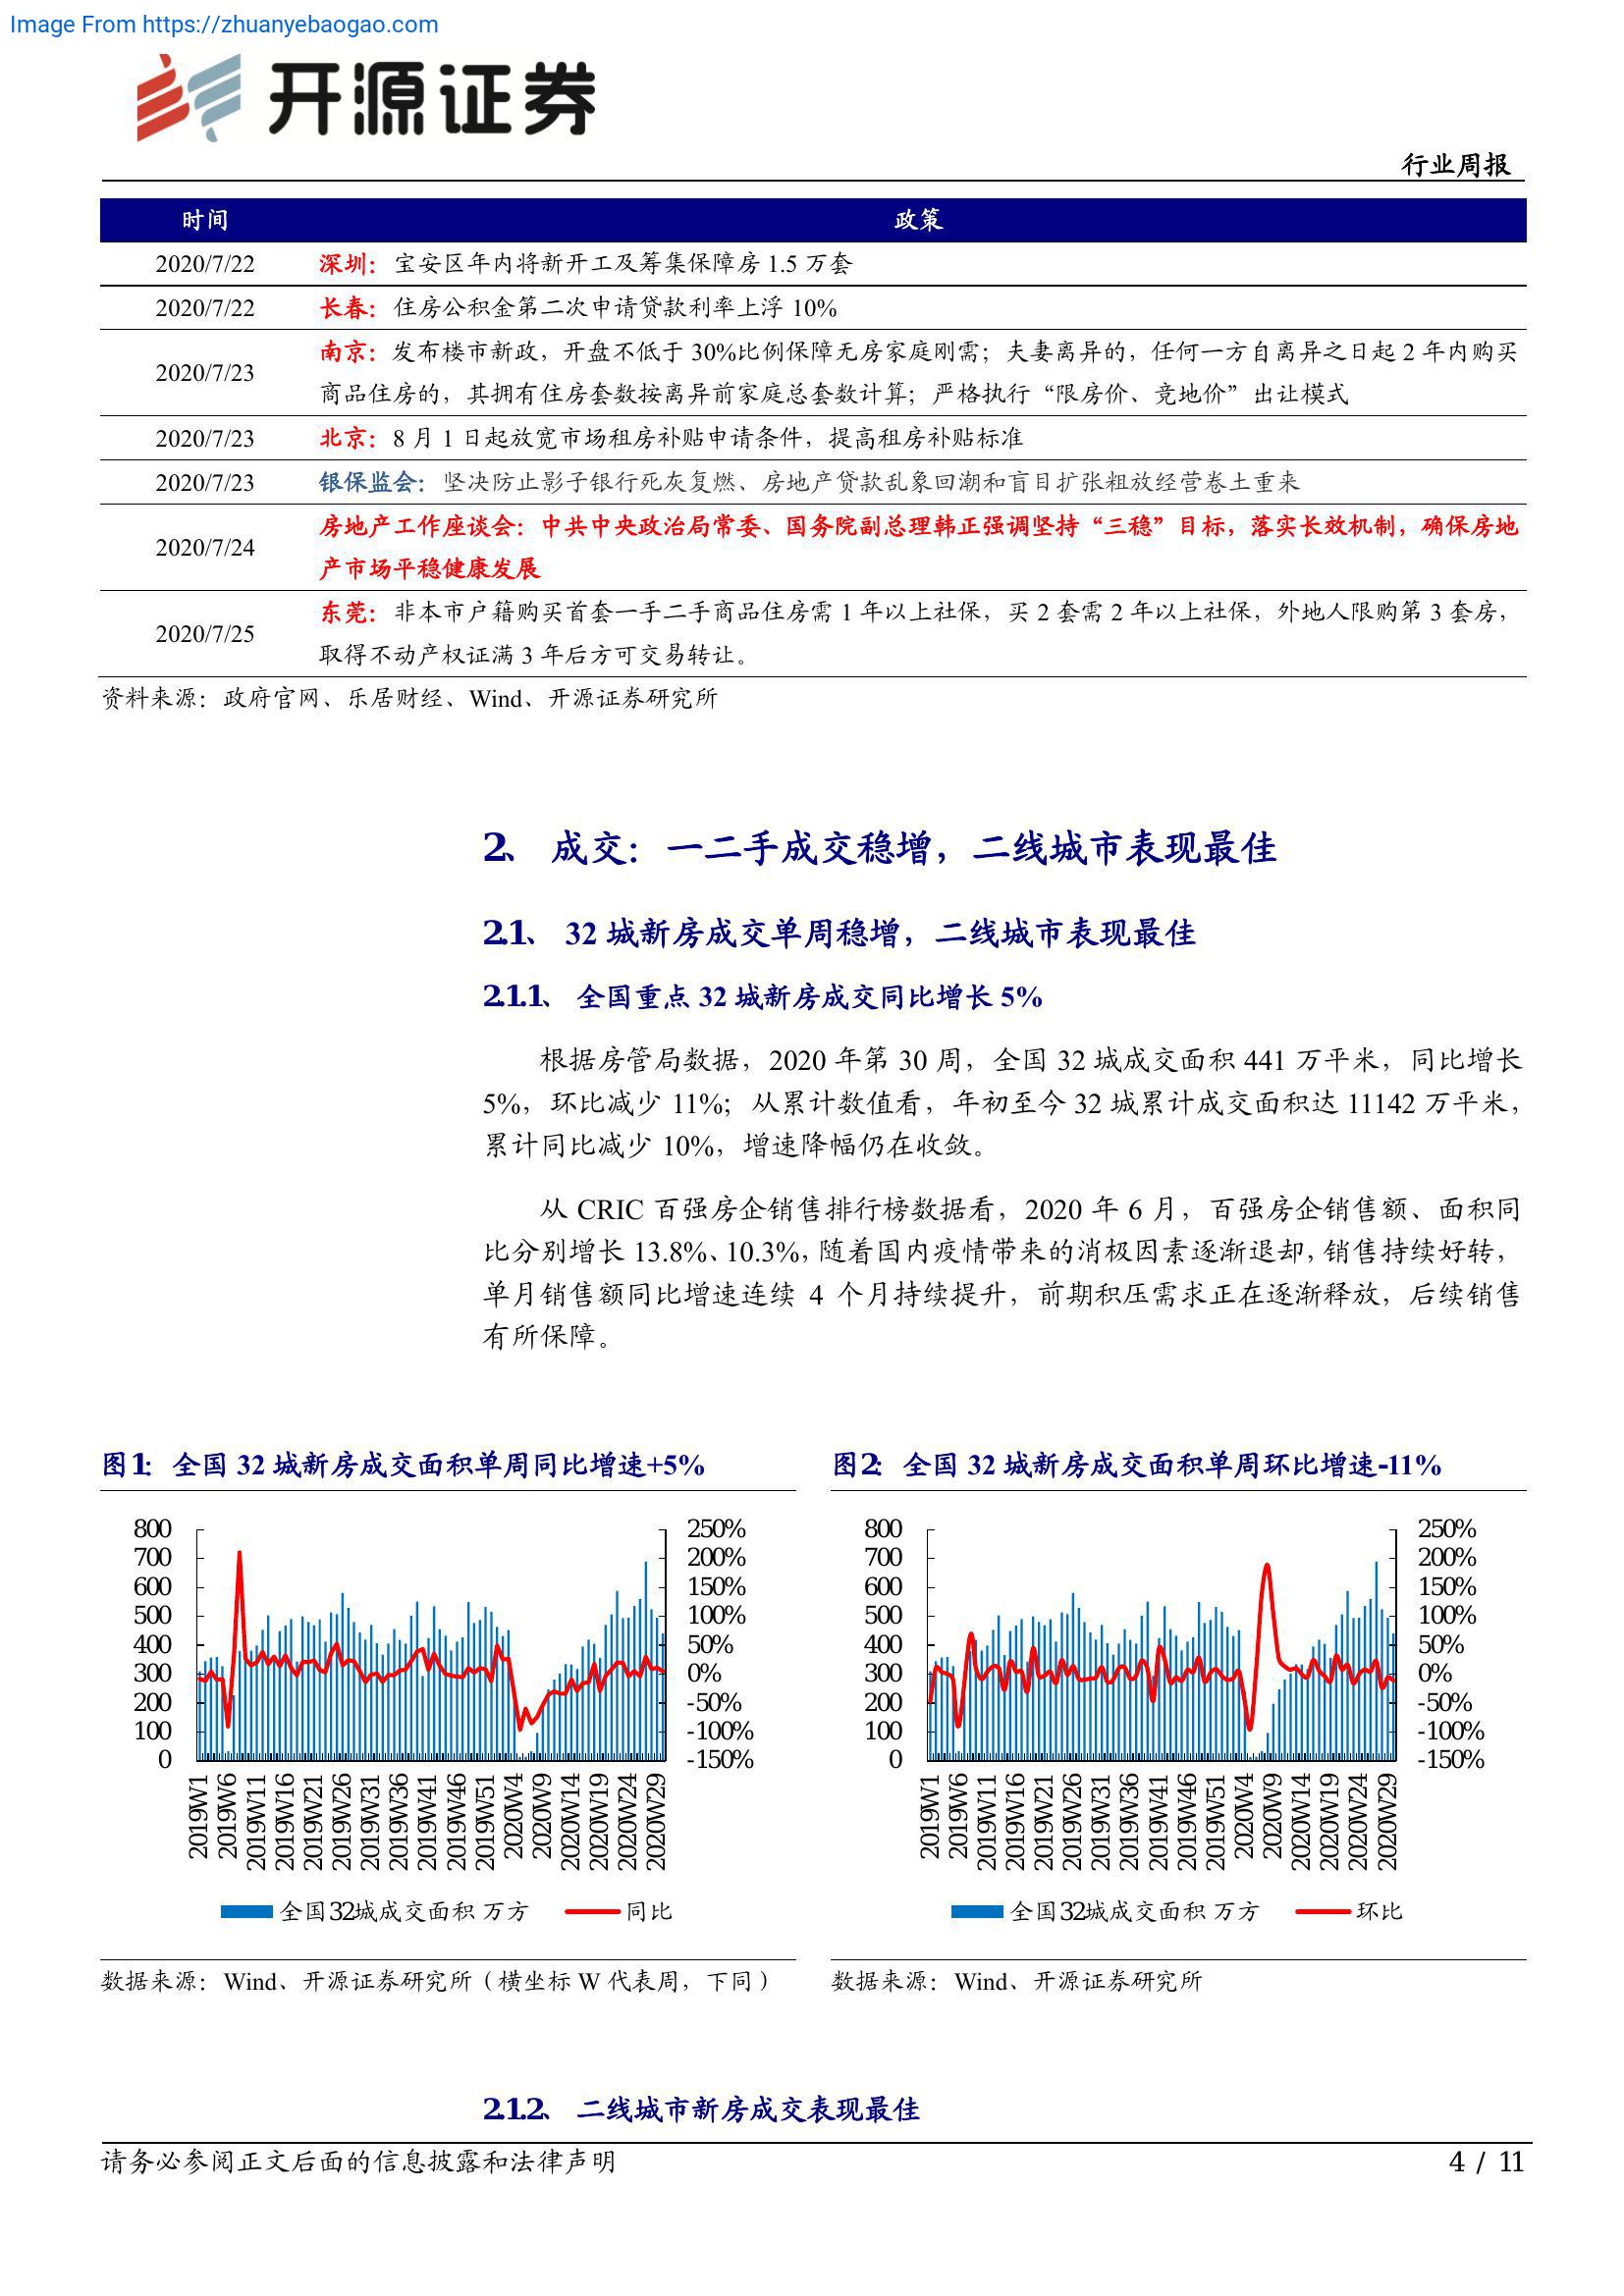 Image From https://zhuanyebaogao.com
开源证券
行业周报
时间 政策
2020/7/22 深圳：宝安区年内将新开工及筹集保障房 1.5 万套
2020/7/22 长春：住房公积金第二次申请贷款利率上浮 10%
2020/7/23 南京：发布楼市新政，开盘不低于 30%比例保障无房家庭刚需；夫妻离异的，任何一方自离异之日起 2 年内购买
商品住房的，其拥有住房套数按离异前家庭总套数计算；严格执行“限房价、竞地价”出让模式
2020/7/23 北京：8 月 1 日起放宽市场租房补贴申请条件，提高租房补贴标准
2020/7/23 银保监会：坚决防止影子银行死灰复燃、房地产贷款乱象回潮和盲目扩张粗放经营卷土重来
2020/7/24 房地产工作座谈会：中共中央政治局常委、国务院副总理韩正强调坚持“三稳”目标，落实长效机制，确保房地
产市场平稳健康发展
2020/7/25 东莞：非本市户籍购买首套一手二手商品住房需 1 年以上社保，买 2 套需 2 年以上社保，外地人限购第 3 套房，
取得不动产权证满 3 年后方可交易转让。
资料来源：政府官网、乐居财经、Wind、开源证券研究所
2、 成交：一二手成交稳增，二线城市表现最佳
2.1、 32 城新房成交单周稳增，二线城市表现最佳
2.1.1、 全国重点 32 城新房成交同比增长 5%
根据房管局数据，2020 年第 30 周，全国 32 城成交面积 441 万平米，同比增长
5%，环比减少 11%；从累计数值看，年初至今 32 城累计成交面积达 11142 万平米，
累计同比减少 10%，增速降幅仍在收敛。
从 CRIC 百强房企销售排行榜数据看，2020 年 6 月，百强房企销售额、面积同
比分别增长 13.8%、10.3%，随着国内疫情带来的消极因素逐渐退却，销售持续好转，
单月销售额同比增速连续 4 个月持续提升，前期积压需求正在逐渐释放，后续销售
有所保障。
图1：全国 32 城新房成交面积单周同比增速+5%
800
700
600
500
400
300
200
100
0
250%
200%
150%
100%
50%
0%
-50%
-100%
-150%
2019W1
2019W6
2019W11
2019W16
2019W21
2019W26
2019W31
2019W36
2019W41
2019W46
2019W51
2020W4
2020W9
2020W14
2020W19
2020W24
2020W29
全国32城成交面积 万方 同比
数据来源：Wind、开源证券研究所（横坐标 W 代表周，下同）
图2：全国 32 城新房成交面积单周环比增速-11%
800
700
600
500
400
300
200
100
0
250%
200%
150%
100%
50%
0%
-50%
-100%
-150%
2019W1
2019W6
2019W11
2019W16
2019W21
2019W26
2019W31
2019W36
2019W41
2019W46
2019W51
2020W4
2020W9
2020W14
2020W19
2020W24
2020W29
全国32城成交面积 万方 环比
数据来源：Wind、开源证券研究所
2.1.2、 二线城市新房成交表现最佳
请务必参阅正文后面的信息披露和法律声明
4 / 11